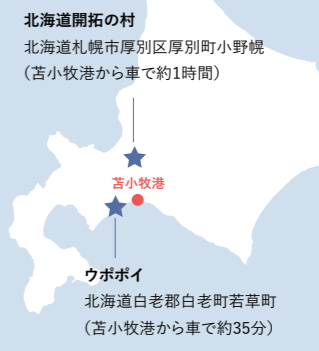 北海道開拓の村
北海道札幌市厚別区厚別町小野幌
（苫小牧港から車で約1時間）
苫小牧港
ウポポイ
北海道白老郡白老町若草町
（苫小牧港から車で約35分）